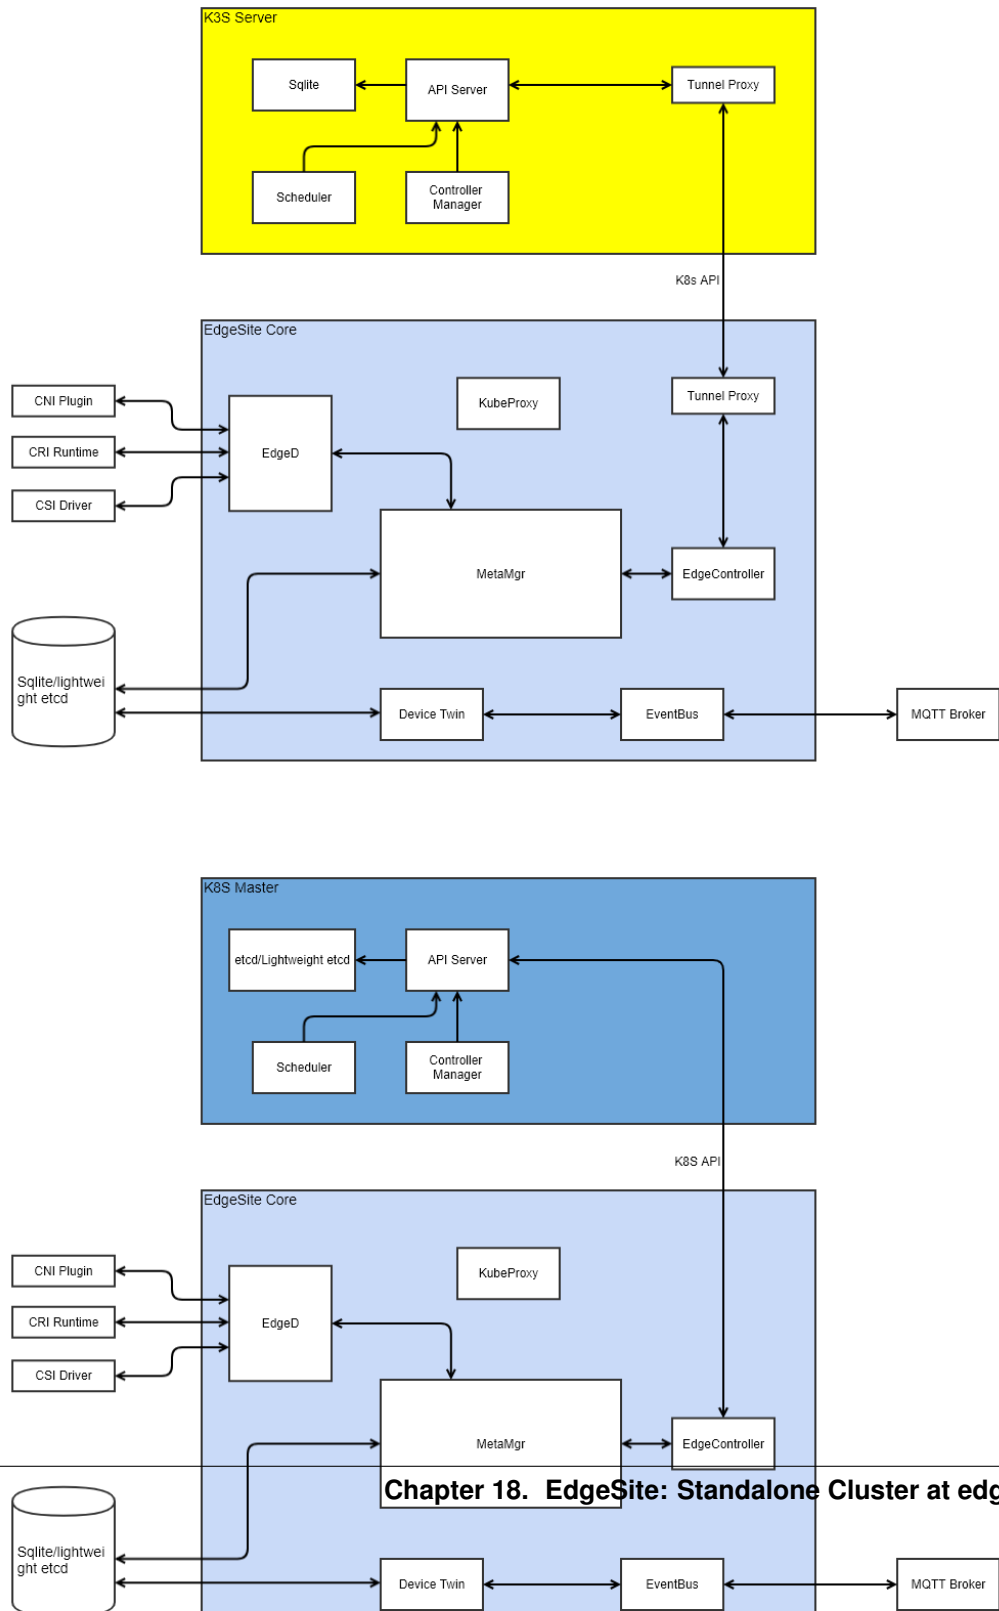 K3S Server
Sqlite
API Server
Tunnel Proxy
Scheduler
Controller
Manager
K8s API
EdgeSite Core
CNI Plugin
KubeProxy
Tunnel Proxy
CRI Runtime
EdgeD
CSI Driver
MetaMgr
EdgeController
Sqlite/lightwei
ght etcd
Device Twin
EventBus
MQTT Broker
K8S Master
etcd/Lightweight etcd
API Server
Scheduler
Controller
Manager
K8S API
EdgeSite Core
CNI Plugin
KubeProxy
CRI Runtime
EdgeD
CSI Driver
MetaMgr
EdgeController
Chapter 18. EdgeSite: Standalone Cluster at edg
Sqlite/lightwei
ght etcd
Device Twin
EventBus
MQTT Broker